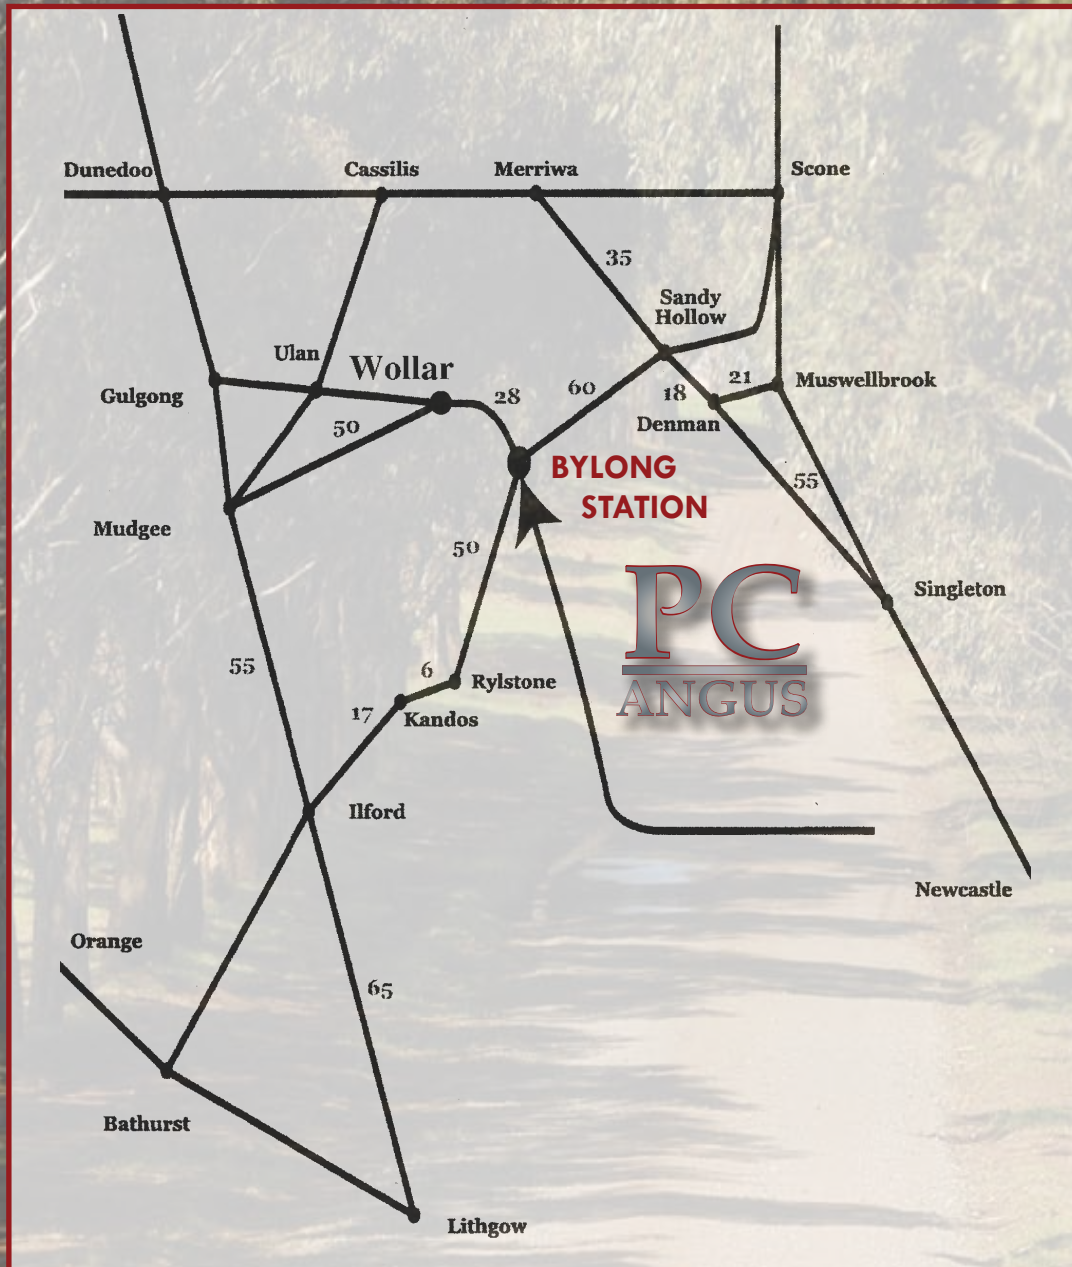 Dunedoo
Cassilis
Merriwa
Scone
35
Sandy
Hollow
Ulan
Wollar
28
60
18
21
Muswellbrook
Gulgong
50
Denman
BYLONG
STATION
55
Mudgee
50
PC
ANGUS
Singleton
55
6
Rylstone
17
Kandos
Ilford
Newcastle
Orange
65
Bathurst
Lithgow